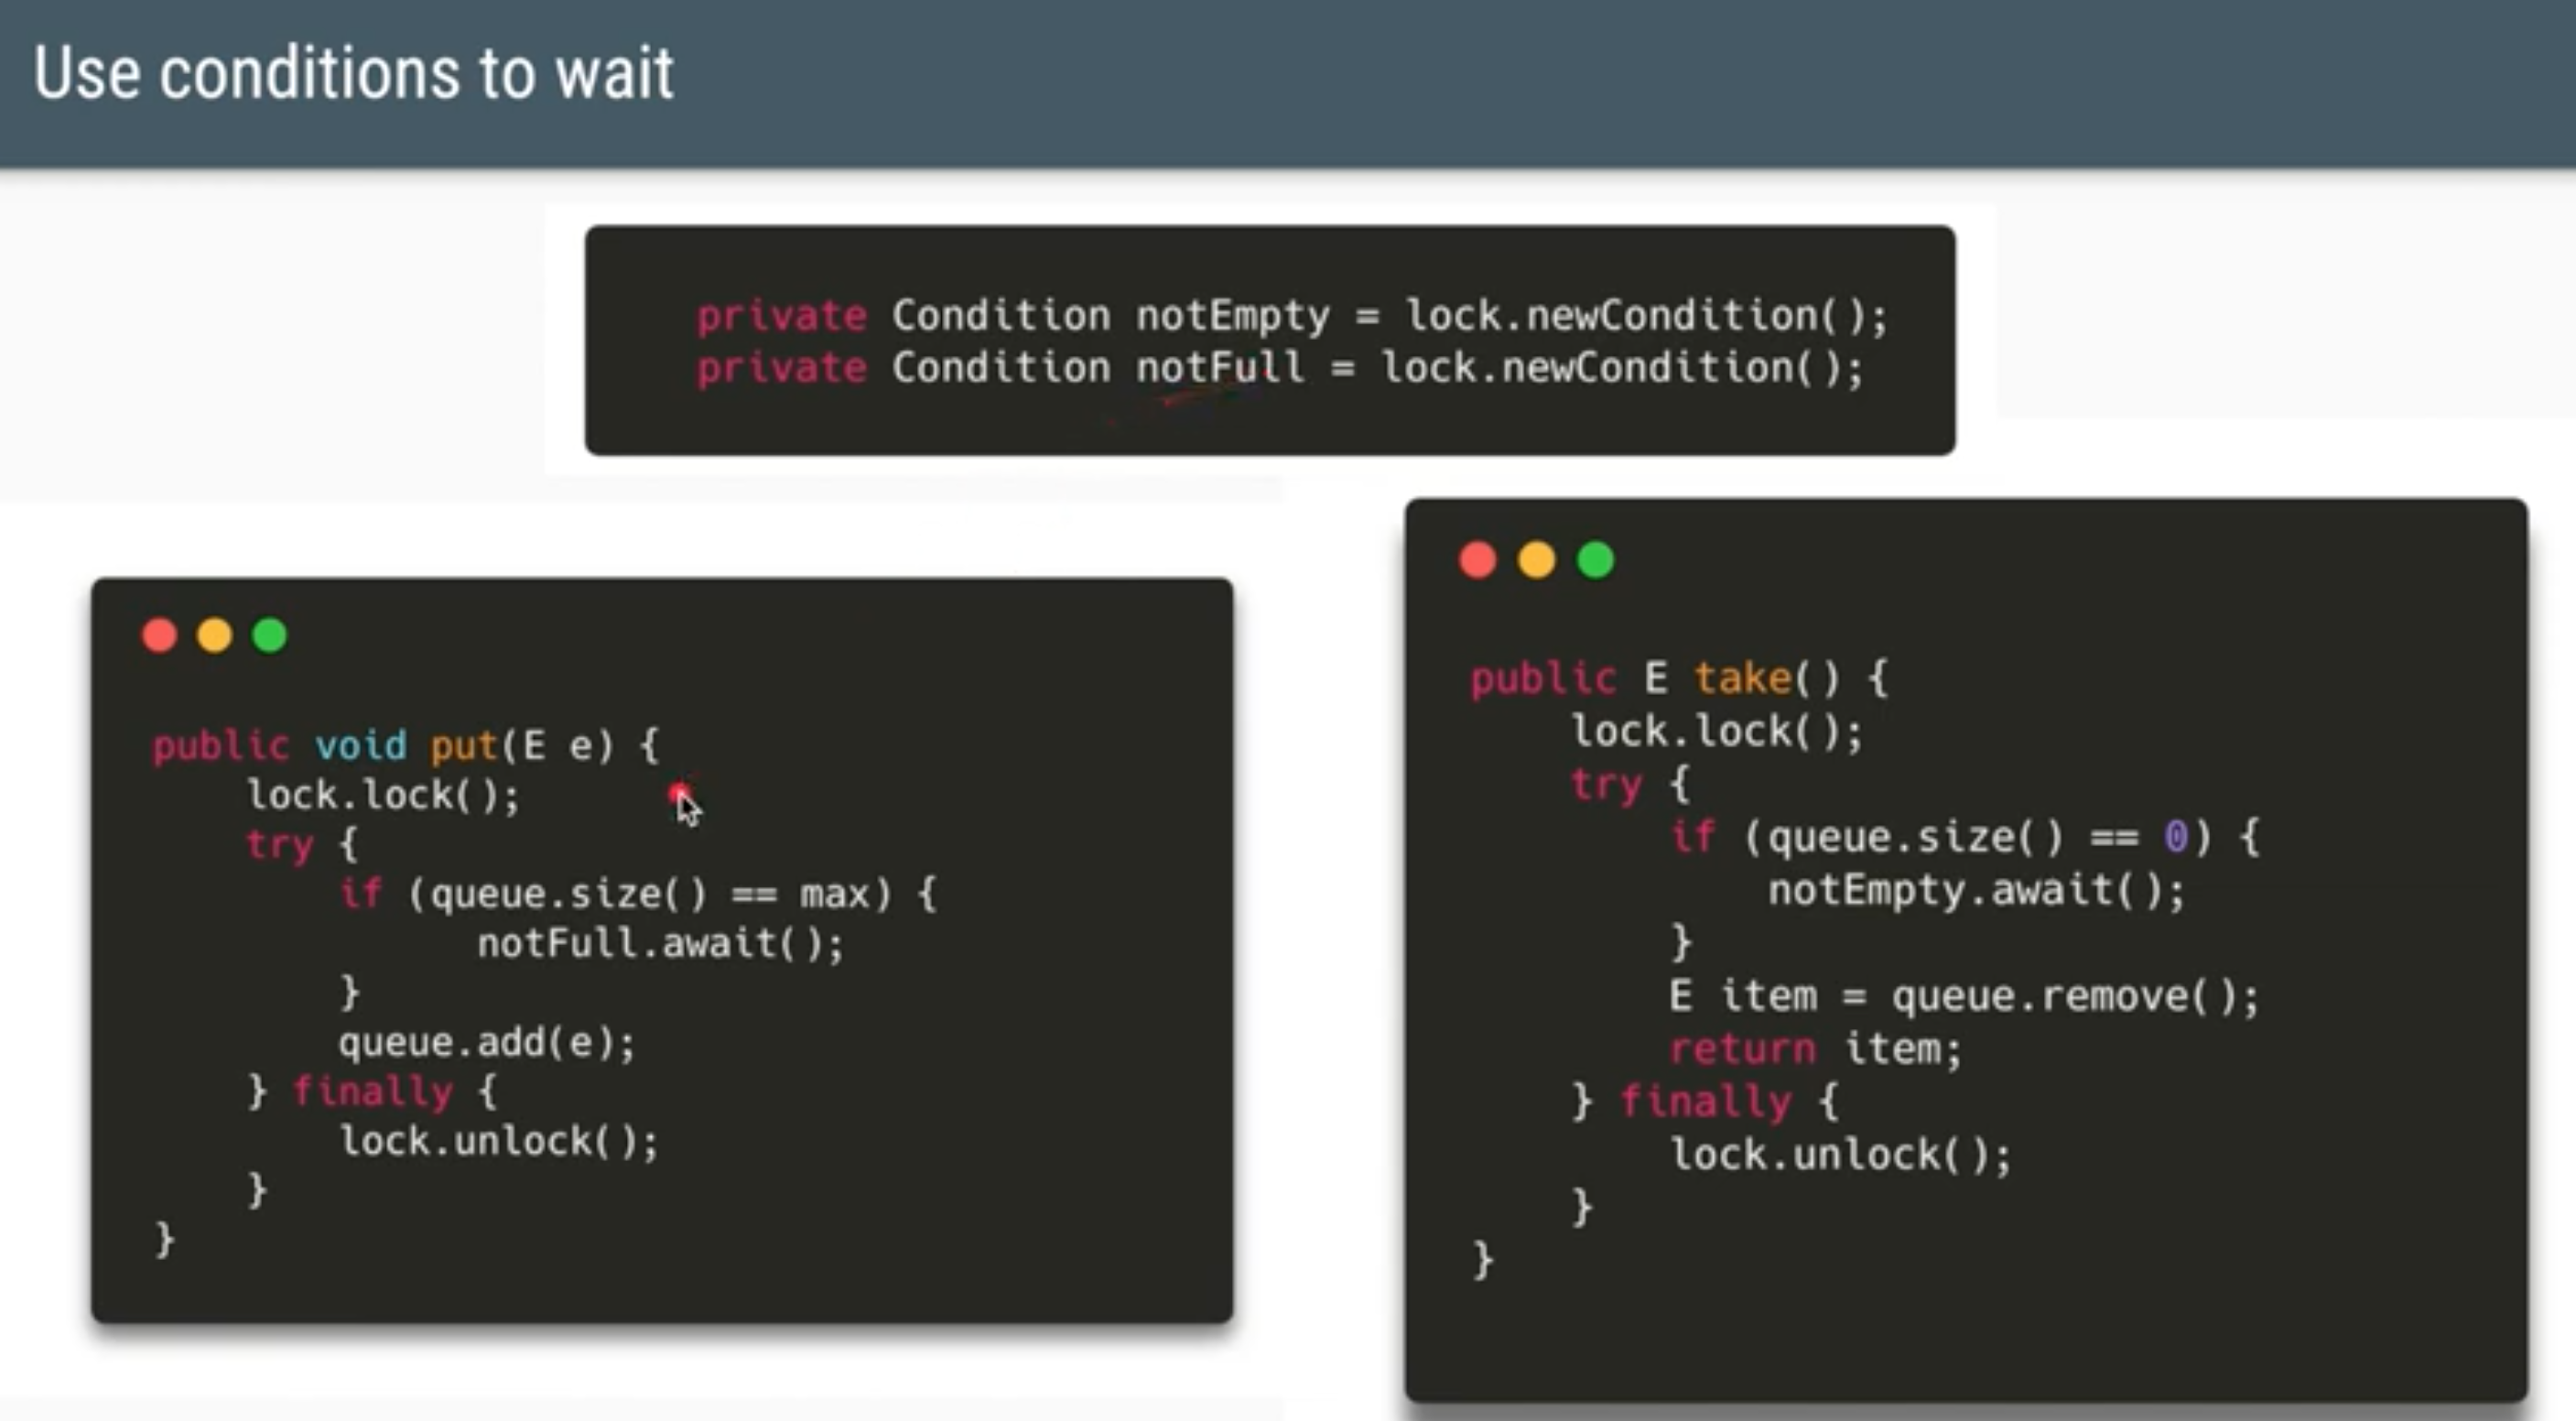 Use conditions to wait
private Condition notEmpty = lock.newCondition();
private Condition notFull = lock.newCondition();
public void put(E e) {
lock.lock();
try {
if (queue.size() == max) {
notFull.await();
}
queue.add(e);
} finally {
lock.unlock();
}
}
public E take() {
lock.lock();
try {
if (queue.size() == 0) {
notEmpty.await();
}
E item = queue.remove();
return item;
} finally {
lock.unlock();
}
}